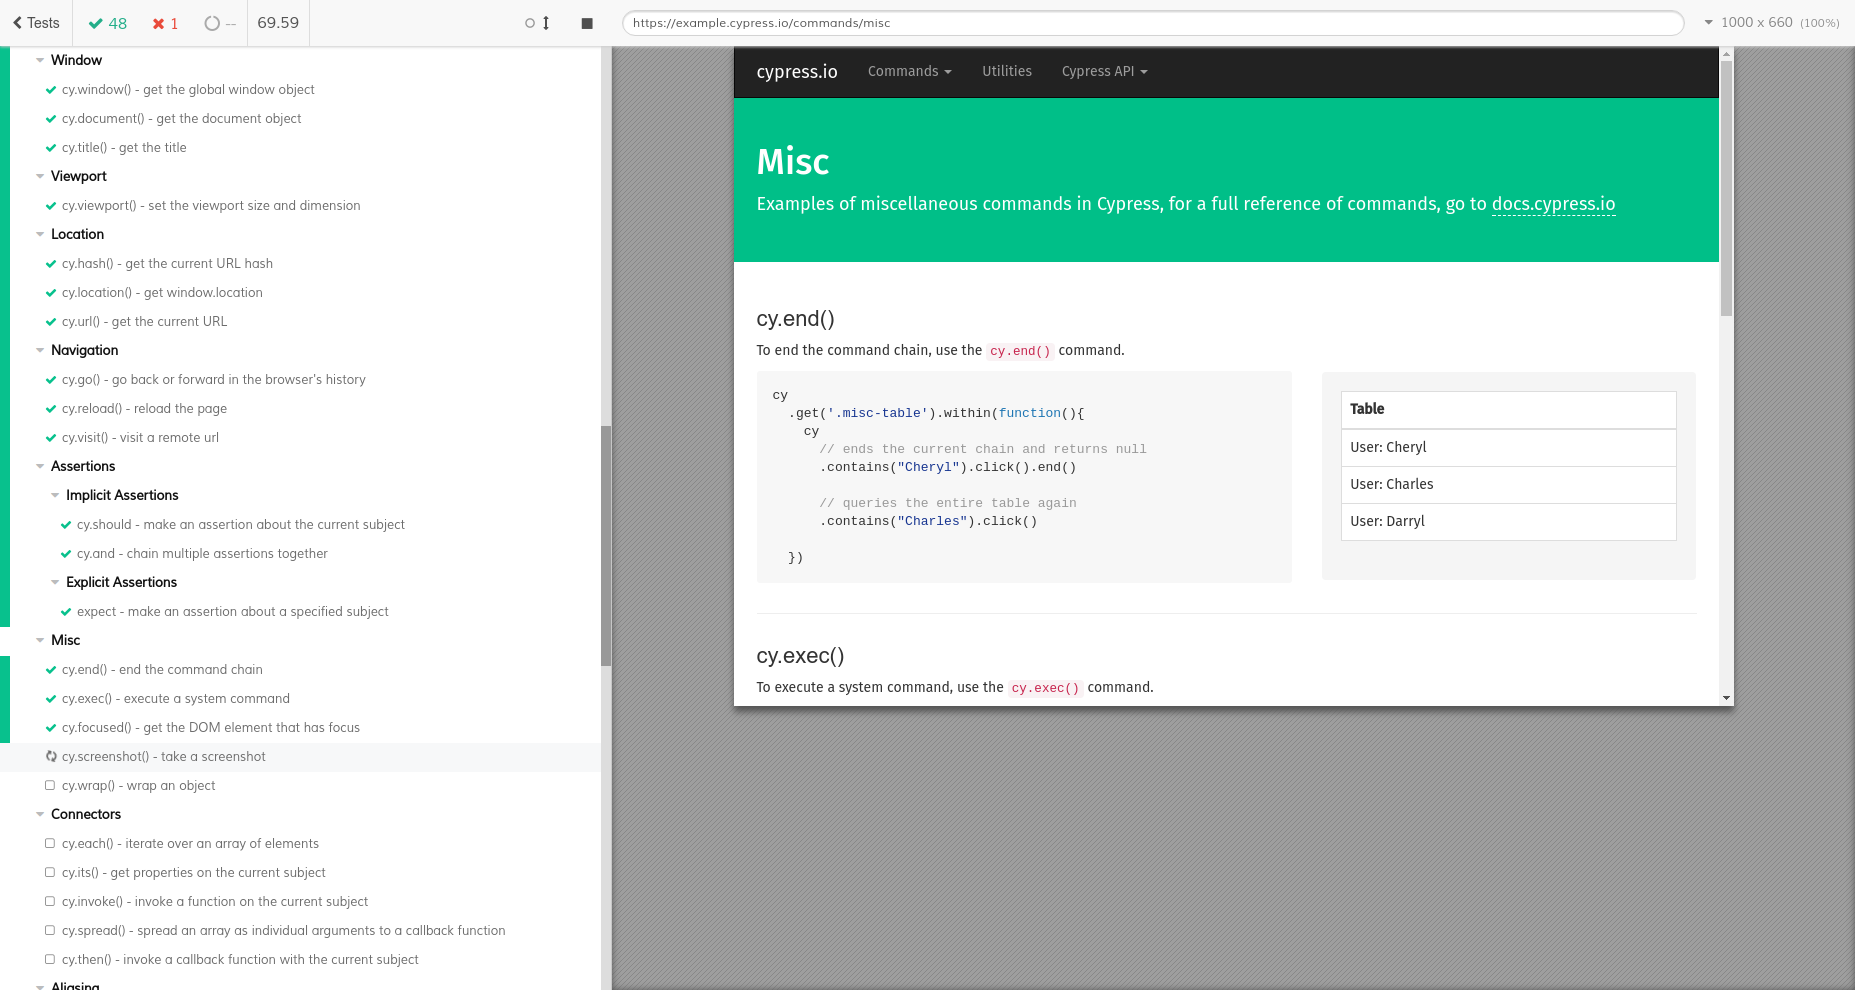 Tests 48 1 -- 69.59
https://example.cypress.io/commands/misc
1000 x 660 (100%)
Window
cy.window() - get the global window object
cy.document() - get the document object
cy.title() - get the title
Viewport
cy.viewport() - set the viewport size and dimension
Location
cy.hash() - get the current URL hash
cy.location() - get window.location
cy.url() - get the current URL
Navigation
cy.go() - go back or forward in the browser's history
cy.reload() - reload the page
cy.visit() - visit a remote url
Assertions
Implicit Assertions
cy.should - make an assertion about the current subject
cy.and - chain multiple assertions together
Explicit Assertions
expect - make an assertion about a specified subject
Misc
cy.end() - end the command chain
cy.exec() - execute a system command
cy.focused() - get the DOM element that has focus
cy.screenshot() - take a screenshot
cy.wrap() - wrap an object
Connectors
cy.each() - iterate over an array of elements
cy.its() - get properties on the current subject
cy.invoke() - invoke a function on the current subject
cy.spread() - spread an array as individual arguments to a callback function
cy.then() - invoke a callback function with the current subject
Aliasing
cypress.io Commands Utilities Cypress API
Misc
Examples of miscellaneous commands in Cypress, for a full reference of commands, go to docs.cypress.io
cy.end()
To end the command chain, use the cy.end() command.
cy
.get('.misc-table').within(function(){
cy
// ends the current chain and returns null
.contains("Cheryl").click().end()
// queries the entire table again
.contains("Charles").click()
})
Table
User: Cheryl
User: Charles
User: Darryl
cy.exec()
To execute a system command, use the cy.exec() command.